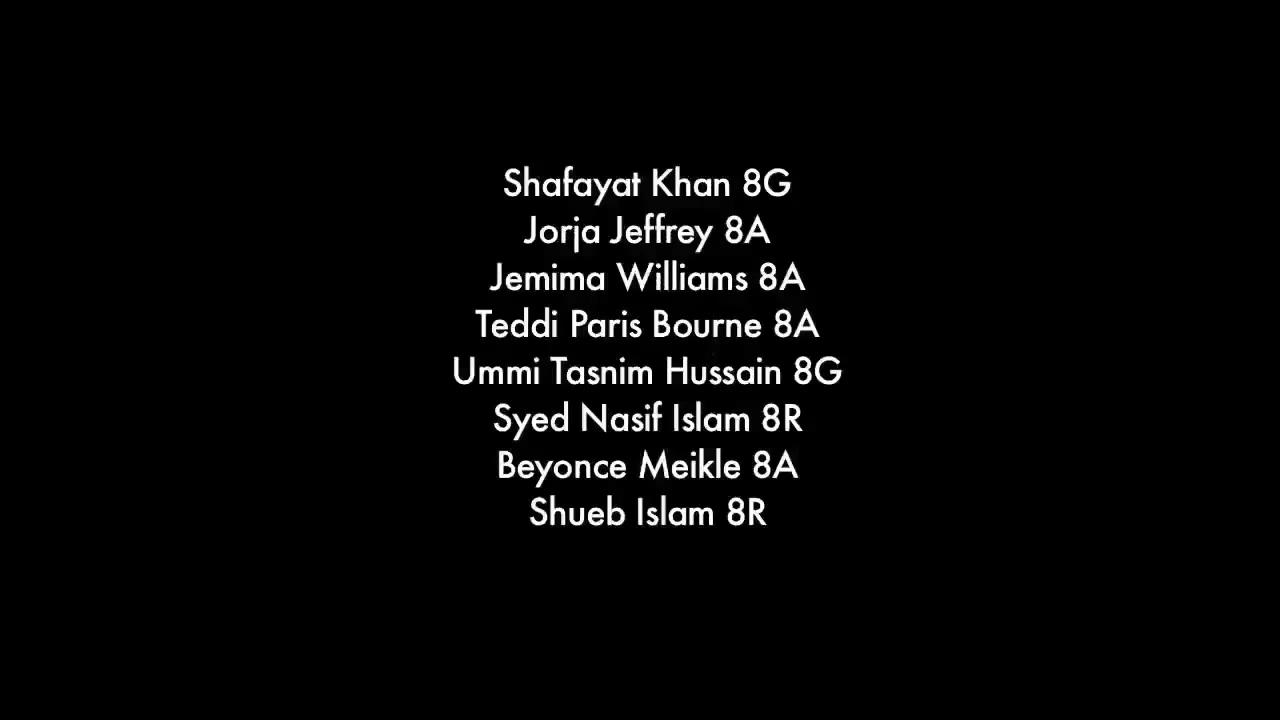 Shafayat Khan 8G
Jorja Jeffrey 8A
Jemima Williams 8A
Teddi Paris Bourne 8A
Ummi Tasnim Hussain 8G
Syed Nasif Islam 8R
Beyonce Meikle 8A
Shueb Islam 8R